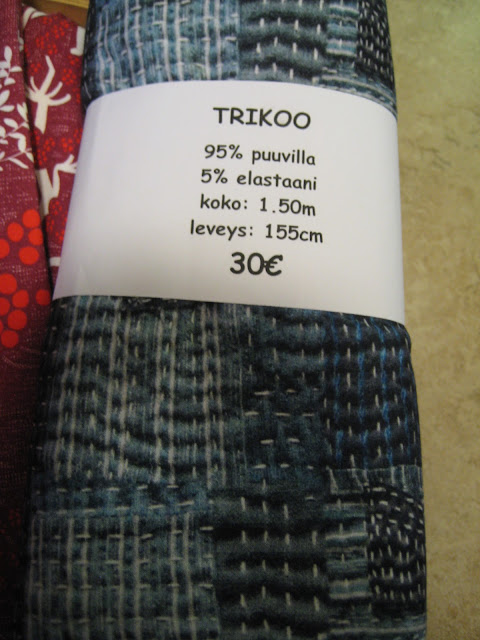 TRIKOO
95% puuvilla
5% elastaani
koko: 1.50m
leveys: 155cm
30€